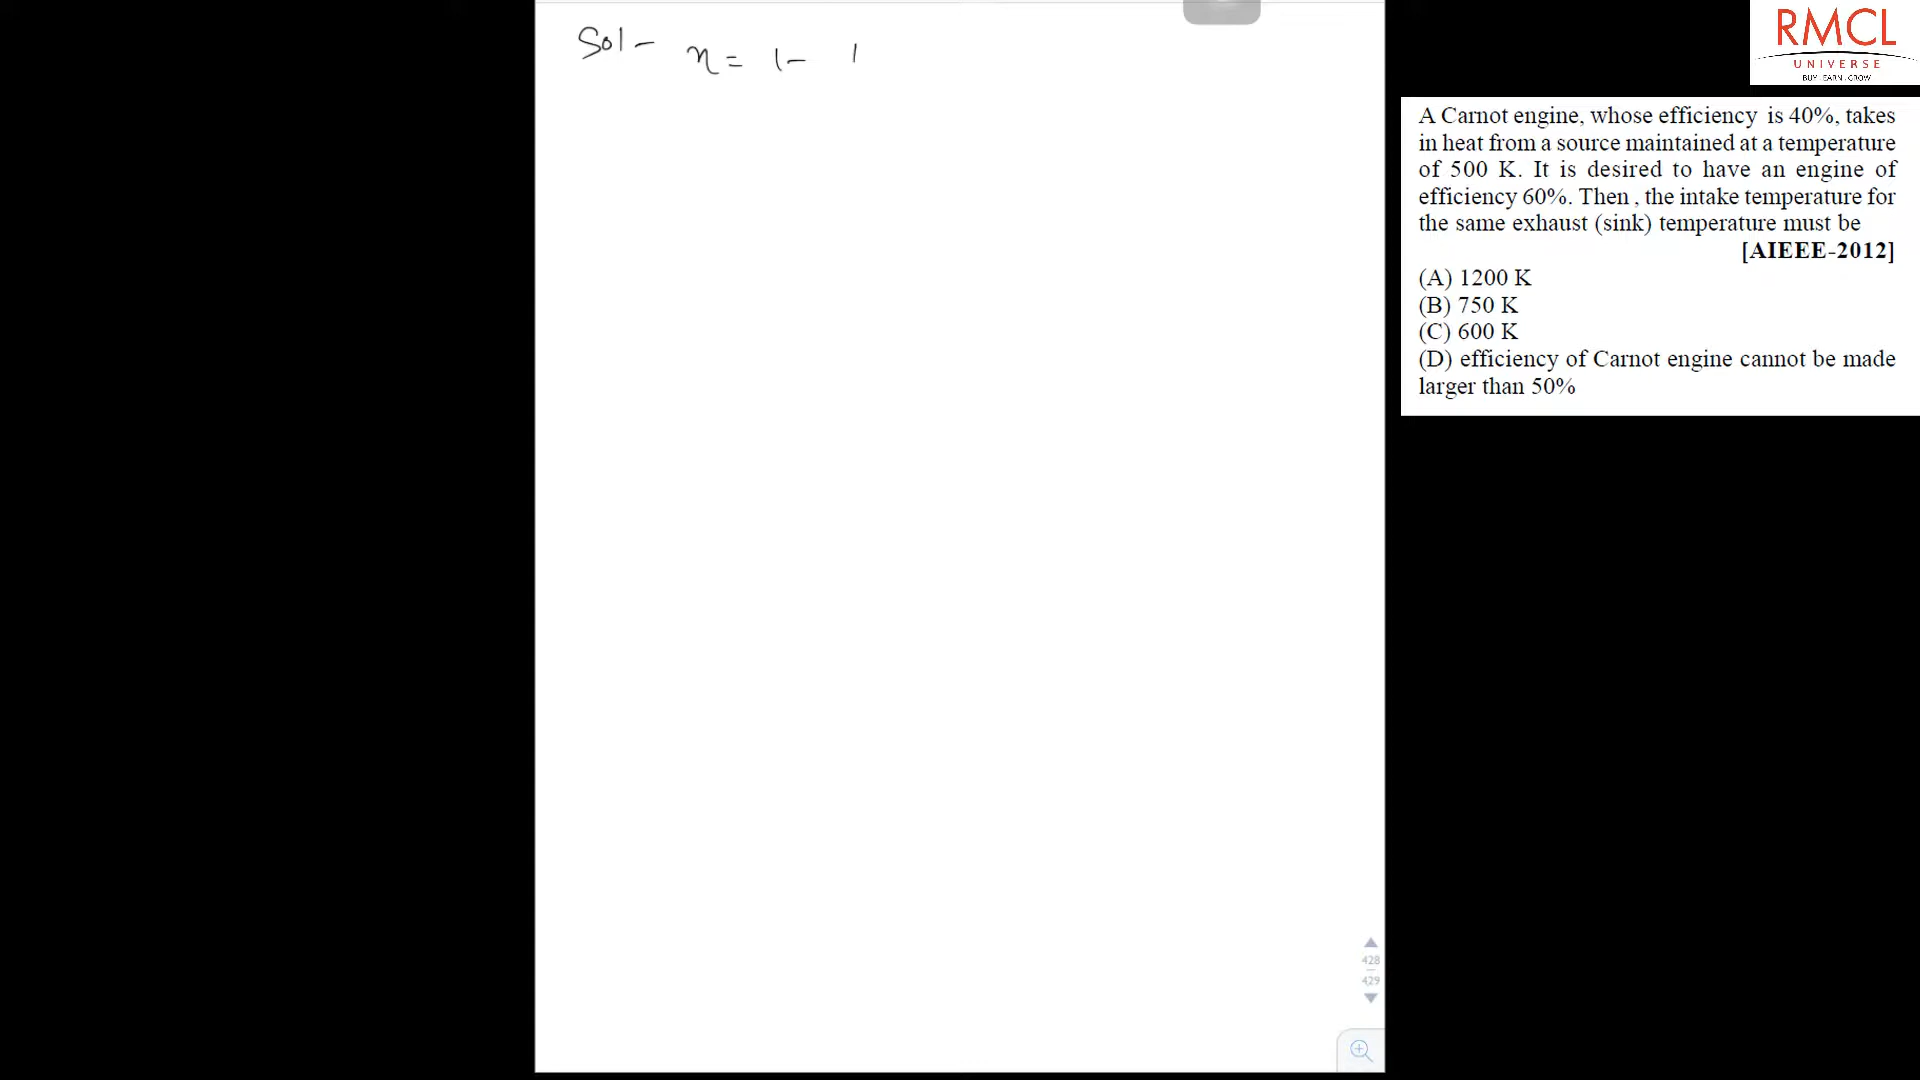 Sol - η = 1 -
RMCL
UNIVERSE
BUY LEARN GROW
A Carnot engine, whose efficiency is 40%, takes
in heat from a source maintained at a temperature
of 500 K. It is desired to have an engine of
efficiency 60%. Then , the intake temperature for
the same exhaust (sink) temperature must be
[AIEEE-2012]
(A) 1200 K
(B) 750 K
(C) 600 K
(D) efficiency of Carnot engine cannot be made
larger than 50%
428
429